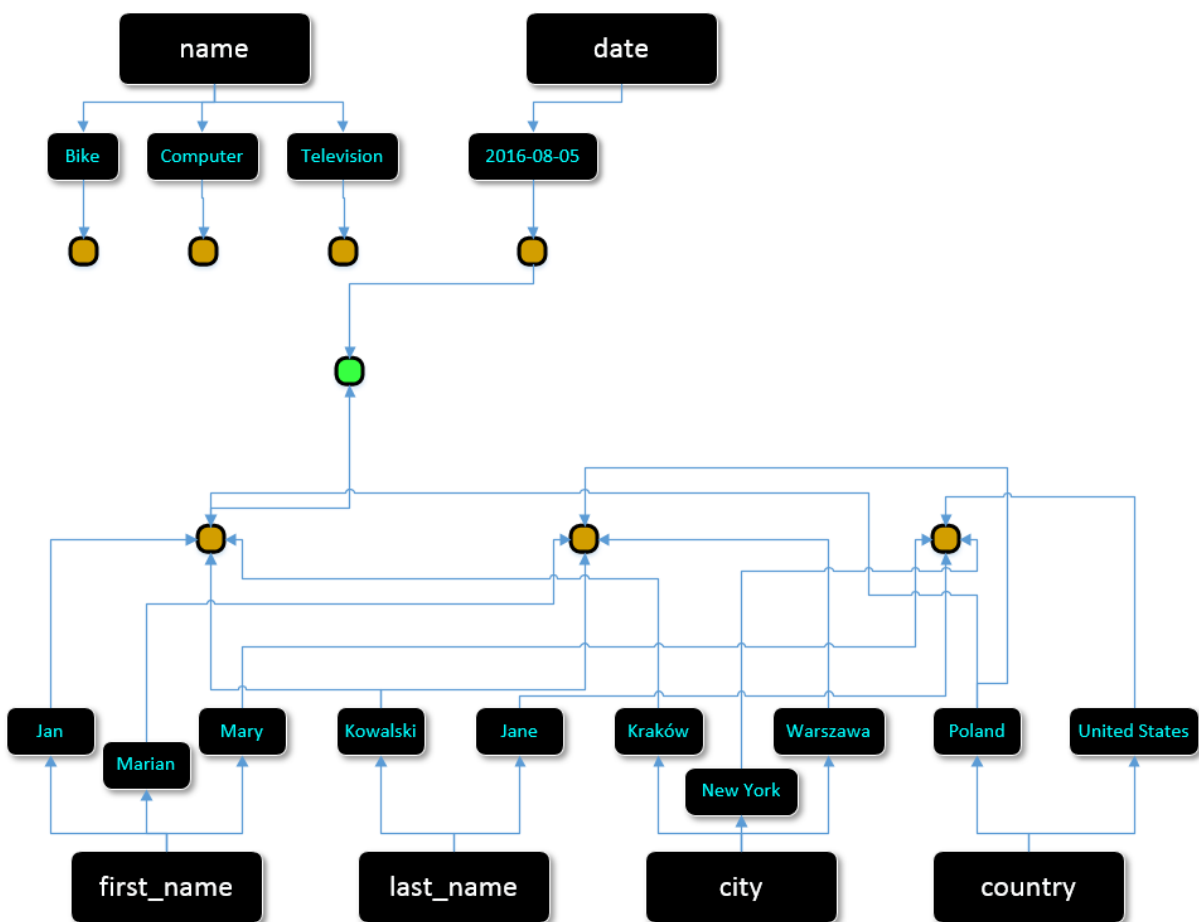 name
date
Bike
Computer
Television
2016-08-05
Jan
Marian
Mary
Kowalski
Jane
Kraków
New York
Warszawa
Poland
United States
first_name
last_name
city
country